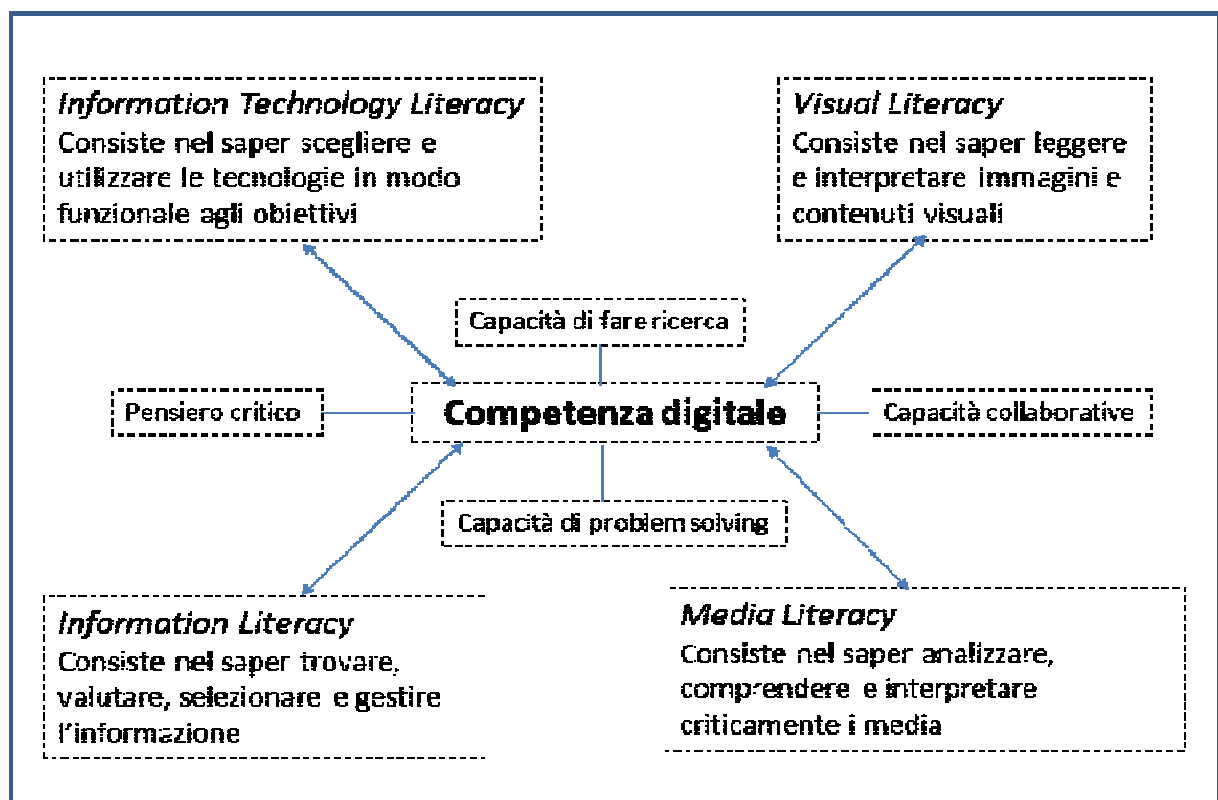 Information Technology Literacy
Consiste nel saper scegliere e
utilizzare le tecnologie in modo
funzionale agli obiettivi
Visual Literacy
Consiste nel saper leggere
e interpretare immagini e
contenuti visuali
Capacità di fare ricerca
Pensiero critico
Competenza digitale
Capacità collaborative
Capacità di problem solving
Information Literacy
Consiste nel saper trovare,
valutare, selezionare e gestire
l'informazione
Media Literacy
Consiste nel saper analizzare,
comprendere e interpretare
criticamente i media